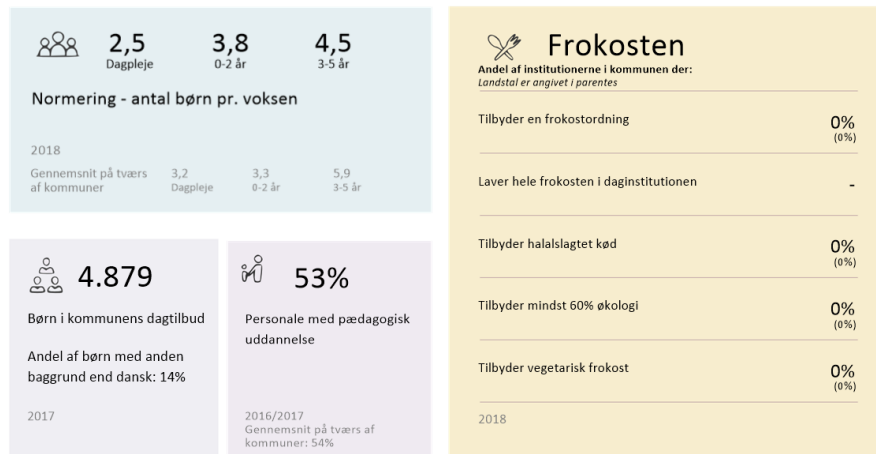 2,5 3,8 4,5
Dagpleje 0-2 år 3-5 år
Normering - antal børn pr. voksen
2018
Gennemsnit på tværs
af kommuner
3,2 3,3 5,9
Dagpleje 0-2 år 3-5 år
4.879
Børn i kommunens dagtilbud
Andel af børn med anden
baggrund end dansk: 14%
2017
53%
Personale med pædagogisk
uddannelse
2016/2017
Gennemsnit på tværs af
kommuner: 54%
Frokosten
Andel af institutionerne i kommunen der:
Landstal er angivet i parentes
Tilbyder en frokostordning 0%
(0%)
Laver hele frokosten i daginstitutionen -
Tilbyder halalslagtet kød 0%
(0%)
Tilbyder mindst 60% økologi 0%
(0%)
Tilbyder vegetarisk frokost 0%
(0%)
2018